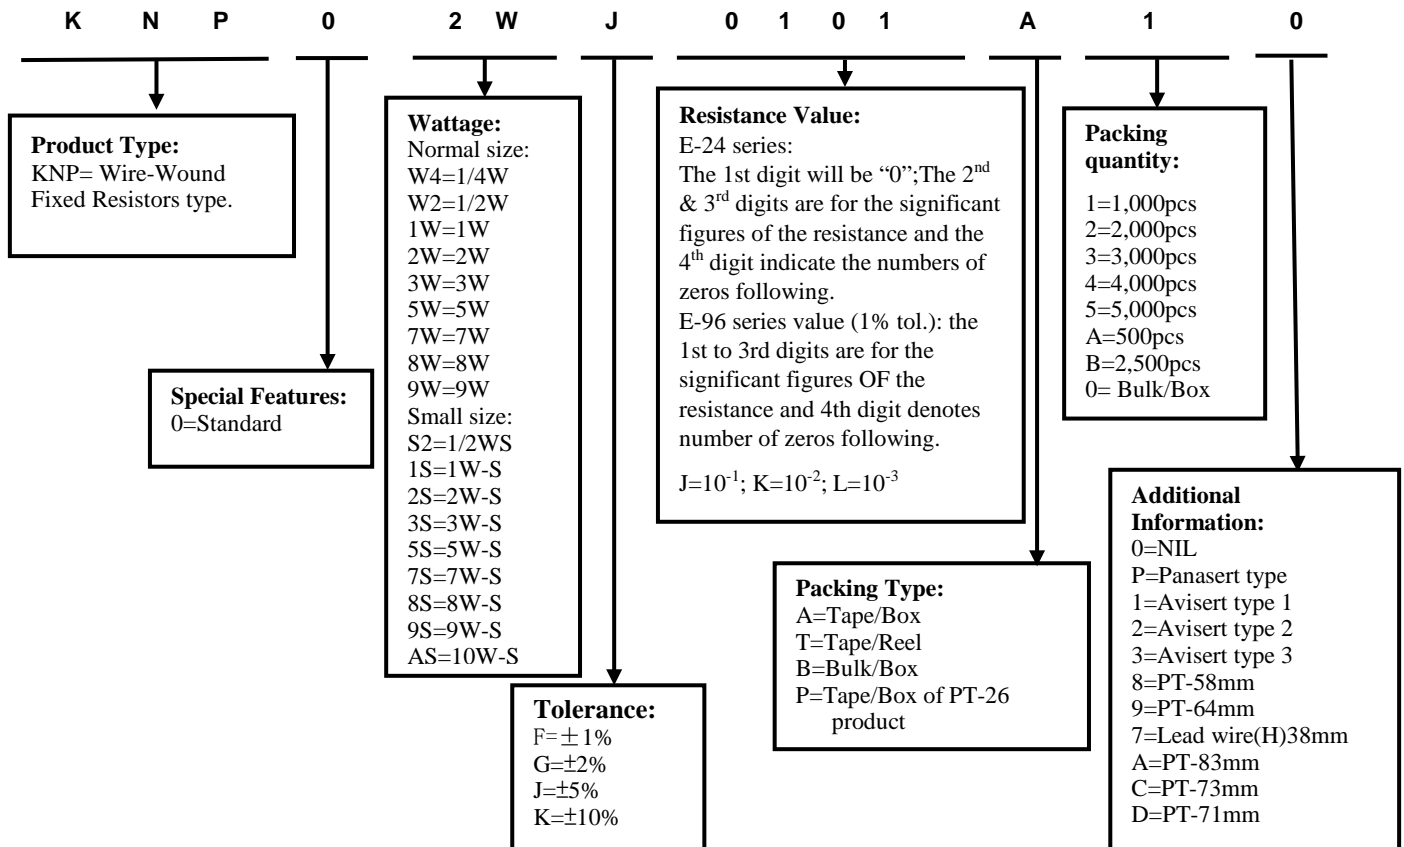 K N P 0 2 W J 0 1 0 1 A 1 0
Product Type:
KNP= Wire-Wound
Fixed Resistors type.
Special Features:
0=Standard
Wattage:
Normal size:
W4=1/4W
W2=1/2W
1W=1W
2W=2W
3W=3W
5W=5W
7W=7W
8W=8W
9W=9W
Small size:
S2=1/2WS
1S=1W-S
2S=2W-S
3S=3W-S
5S=5W-S
7S=7W-S
8S=8W-S
9S=9W-S
AS=10W-S
Tolerance:
F=±1%
G=±2%
J=±5%
K=±10%
Resistance Value:
E-24 series:
The 1st digit will be “0”;The 2nd
& 3rd digits are for the significant
figures of the resistance and the
4th digit indicate the numbers of
zeros following.
E-96 series value (1% tol.): the
1st to 3rd digits are for the
significant figures OF the
resistance and 4th digit denotes
number of zeros following.
J=10-1; K=10-2; L=10-3
Packing Type:
A=Tape/Box
T=Tape/Reel
B=Bulk/Box
P=Tape/Box of PT-26
product
Packing
quantity:
1=1,000pcs
2=2,000pcs
3=3,000pcs
4=4,000pcs
5=5,000pcs
A=500pcs
B=2,500pcs
0= Bulk/Box
Additional
Information:
0=NIL
P=Panasert type
1=Avisert type 1
2=Avisert type 2
3=Avisert type 3
8=PT-58mm
9=PT-64mm
7=Lead wire(H)38mm
A=PT-83mm
C=PT-73mm
D=PT-71mm